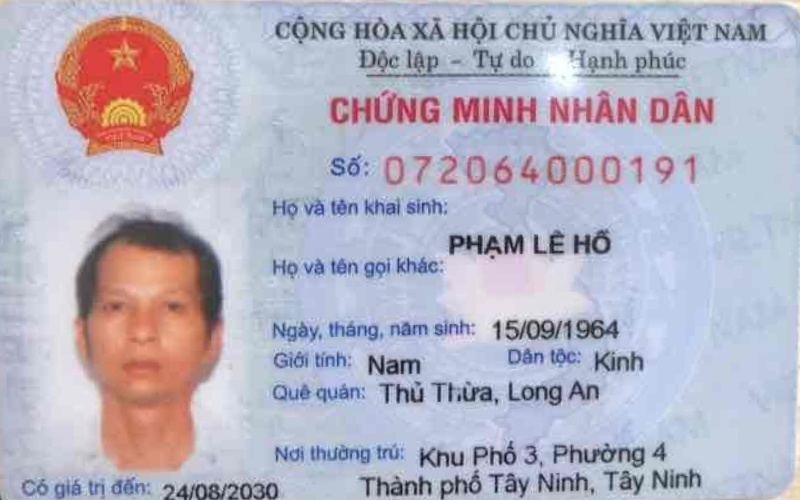 CỘNG HÒA XÃ HỘI CHỦ NGHĨA VIỆT NAM
Độc lập - Tự do - Hạnh phúc
CHỨNG MINH NHÂN DÂN
Số: 072064000191
Họ và tên khai sinh:
PHẠM LÊ HỒ
Họ và tên gọi khác:
Ngày, tháng, năm sinh: 15/09/1964
Giới tính: Nam Dân tộc: Kinh
Quê quán: Thủ Thừa, Long An
Nơi thường trú: Khu Phố 3, Phường 4
Thành phố Tây Ninh, Tây Ninh
Có giá trị đến: 24/08/2030